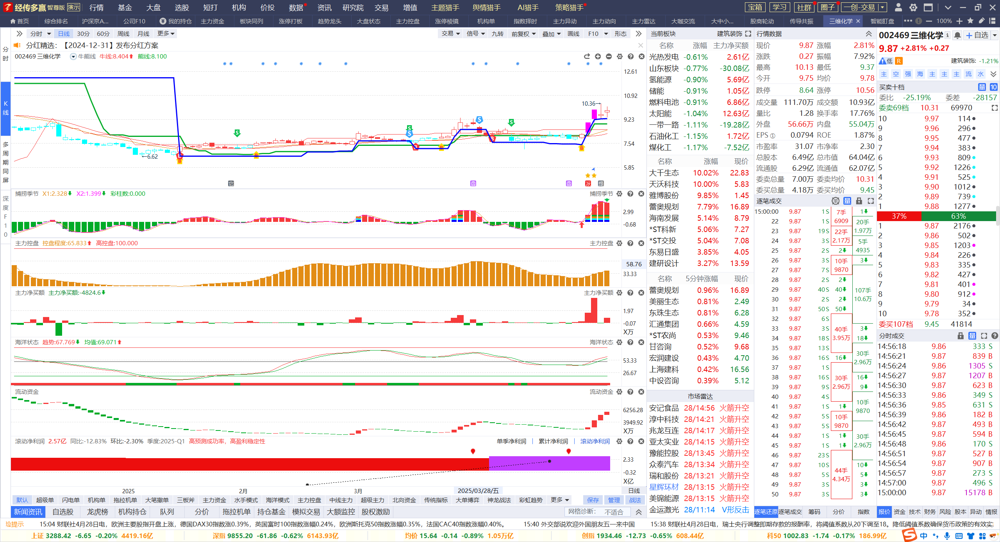 经传多赢 智尊版 演示 行情 基金 大盘 选股 短打 机构 价投 数据 资讯 研究院 交易 增值 主题猎手 舆情猎手 AI猎手 策略猎手 宝箱 学习 社群 圈子 一创-交易
首页 综合排名 沪深京A... 公司F10 我的持仓 主力资金 板块同列 涨停打板 趋势龙头 大盘状态 主力控盘 涨停棱镜 机构单 指数择时 主力异动 主力动向 主力雷达 大咖交流 大中小... 股商轮动 传导共振 三维化学 智能盯盘 100%
分时 日线 30分 60分 周线 月线 更多 交易 信号 九转 前复权 叠加 画线 F10 形态
分红精选：【2024-12-31】发布分红方案
002469 三维化学 牛熊线 牛线:8.404 熊线:8.100
分时
K线
多周期同屏
深度F10
12.61
10.92
10.36
9.23
7.54
6.62
5.85
捕捞季节 X1:2.328 X2:1.399 彩柱数:0.000 捕捞季节
2.99
-0.68
主力控盘 控盘程度:65.833 高控盘:100.000 主力控盘
58.76
33.33
主力净买额 主力净买额:-4824.6 主力净买额
1.97
-0.07
X万
海洋状态 趋势:67.769 均值:69.071 海洋状态
53.33
26.67
流动资金 流动资金
6256.28
3949.92
X万
滚动净利润 2.57亿 同比:-12.83% 环比:-2.30% 季度:2025-Q1 高预测成功率，高盈利稳定性 单季净利润 累计净利润 滚动净利润
2.33
-0.32
X亿
2025 2月 3月 2025/03/28/五 日线
默认 超级单 闪电单 机构单 拖拉机单 大笔撤单 三板斧 主力资金 水手模式 海洋模式 主力控盘 中线主力 超级主力 北向资金 传统指标 大单博弈 神龙战法 彩虹趋势 更多 保存 管理 战法
新闻资讯 自选股 龙虎榜 机构持仓 队列 分价 拖拉机单 持仓基金 模拟交易 大额监控 股权激励 网格诊断： 不适合
当前板块 建筑装饰
名称 涨幅 主力净买额
光热发电 -0.61% 2.61亿
山东板块 -0.77% -30.08亿
氢能源 -0.90% 5.69亿
储能 -0.91% 1.05亿
燃料电池 -0.91% 6.86亿
太阳能 -1.04% 12.63亿
一带一路 -1.11% -19.28亿
石油化工 -1.15% 1.72亿
煤化工 -1.17% -7.52亿
名称 涨幅 现价
大千生态 10.02% 22.83
天沃科技 10.00% 5.83
雅博股份 9.85% 1.45
蕾奥规划 7.79% 16.89
海南发展 5.14% 8.79
*ST科新 5.06% 7.27
*ST交投 5.04% 7.08
东易日盛 3.85% 4.05
建研设计 3.27% 13.59
名称 5分钟涨幅 现价
蕾奥规划 0.96% 16.89
美丽生态 0.81% 2.49
东珠生态 0.81% 6.28
汇通集团 0.66% 4.59
*ST农尚 0.53% 9.46
甘咨询 0.52% 9.68
宏润建设 0.43% 4.70
上海建科 0.42% 16.56
中设咨询 0.39% 5.12
市场雷达
安记食品 28/14:56 火箭升空
淳中科技 28/14:21 火箭升空
兆龙互连 28/14:17 火箭升空
亚太实业 28/14:15 火箭升空
豫能控股 28/13:45 火箭升空
众泰汽车 28/13:34 火箭升空
瑞和股份 28/13:21 火箭升空
星辉环材 28/13:15 火箭升空
美锦能源 28/13:15 火箭升空
金运激光 28/11:14 V形反击
行情数据
现价 9.87 涨幅 2.81%
涨跌 0.27 振幅 7.92%
最高 10.13 最低 9.37
今开 9.75 均价 9.78
跌停 8.64 涨停 10.56
成交量 111.70万 成交额 10.93亿
量比 1.28 换手率 17.76%
外盘 56.66万 内盘 55.04万
EPS① 0.0794 ROE 1.87%
市盈率 31.07 市净率 2.30
总股本 6.49亿 总市值 64.04亿
流通股 6.29亿 流通值 62.07亿
委卖总量 7.00万 委卖均价 10.31
委买总量 4.18万 委买均价 9.45
逐笔成交 单 量
15:00:00 9.87 1 S
22 9.87 1 S
23 9.87 19 S
24 9.87 3 S
25 9.87 2 S
26 9.87 3 S
27 9.87 7 S
28 9.87 2 S
29 9.87 40 S
30 9.87 2 S
31 9.87 50 S
32 9.87 6 S
33 9.87 3 S
34 9.87 18 S
35 9.87 13 S
36 9.87 16 S
37 9.87 1 S
38 9.87 16 S
39 9.87 9 S
40 9.87 4 S
41 9.87 1 S
42 9.87 5 S
43 9.87 5 S
44 9.87 1 S
45 9.87 1 S
46 9.87 23 S
47 9.87 10 S
48 9.87 5 S
49 9.87 3 S
50 9.87 3 S
7手
6909
22手
2.17万
2
10手
9870
2
40
2
50
40手
3.95万
16
30手
2.96万
1
10手
9870
1
1
44手
4.34万
1
20手
1.97万
5手
4935
3
107手
10.6万
3
18
30手
2.96万
16
9
10手
9870
30手
2.96万
10
5
3
3
逐笔还原 逐笔成交 筹码 分价 指数
002469 三维化学 自选
9.87 +2.81% +0.27
低 R 建筑装饰: -1.21%
主 空 强 海 主 主 主 流 水
买卖十档 量 10
委比 -25.19% 委差 -28157
委卖69档 10.31 69970
10 9.97 114
9 9.96 296
8 9.95 477
7 9.94 383
6 9.93 809
5 9.92 1226
4 9.91 525
3 9.90 1012
2 9.89 739
1 9.88 1277
37% 63%
1 9.87 2176
2 9.86 502
3 9.85 1203
4 9.84 226
5 9.83 335
6 9.82 427
7 9.81 401
8 9.80 912
9 9.79 34
10 9.78 352
委买107档 9.45 41814
分时成交 量
14:56:18 9.86 333 S
14:56:21 9.87 839 B
14:56:24 9.86 1305 S
14:56:27 9.87 1207 B
14:56:30 9.87 623 B
14:56:33 9.86 349 S
14:56:36 9.85 631 S
14:56:39 9.86 182 B
14:56:42 9.87 493 B
14:56:45 9.87 594 B
14:56:48 9.86 170 S
14:56:51 9.87 527 B
14:56:54 9.87 907 B
14:56:57 9.87 273 S
14:57:00 9.87 496 S
15:00:00 9.87 15178 B
报价 资金 技术 财务 风险 股本 异动 情报
险提示 15:04 财联社4月28日电，欧洲主要股指开盘上涨，德国DAX30指数涨0.39%，英国富时100指数涨幅0.24%，欧洲斯托克50指数涨幅0.35%，法国CAC40指数涨幅0.40%。 15:40 外交部说欢迎外国朋友五一来中国 15:38 财联社4月28日电，瑞士央行调整即期存款的报酬率，将阈值系数从20下调至18。降低阈值系数确保货币政策的有效实
上证 3288.42 -6.65 -0.20% 4419.16亿 深指 9855.20 -61.86 -0.62% 6143.93亿 均价 15.64 -0.14 -0.89% 1.05万亿 创指 1934.46 -12.73 -0.65% 608.44亿 科50 1002.83 -1.74 -0.17% 186.99亿 中